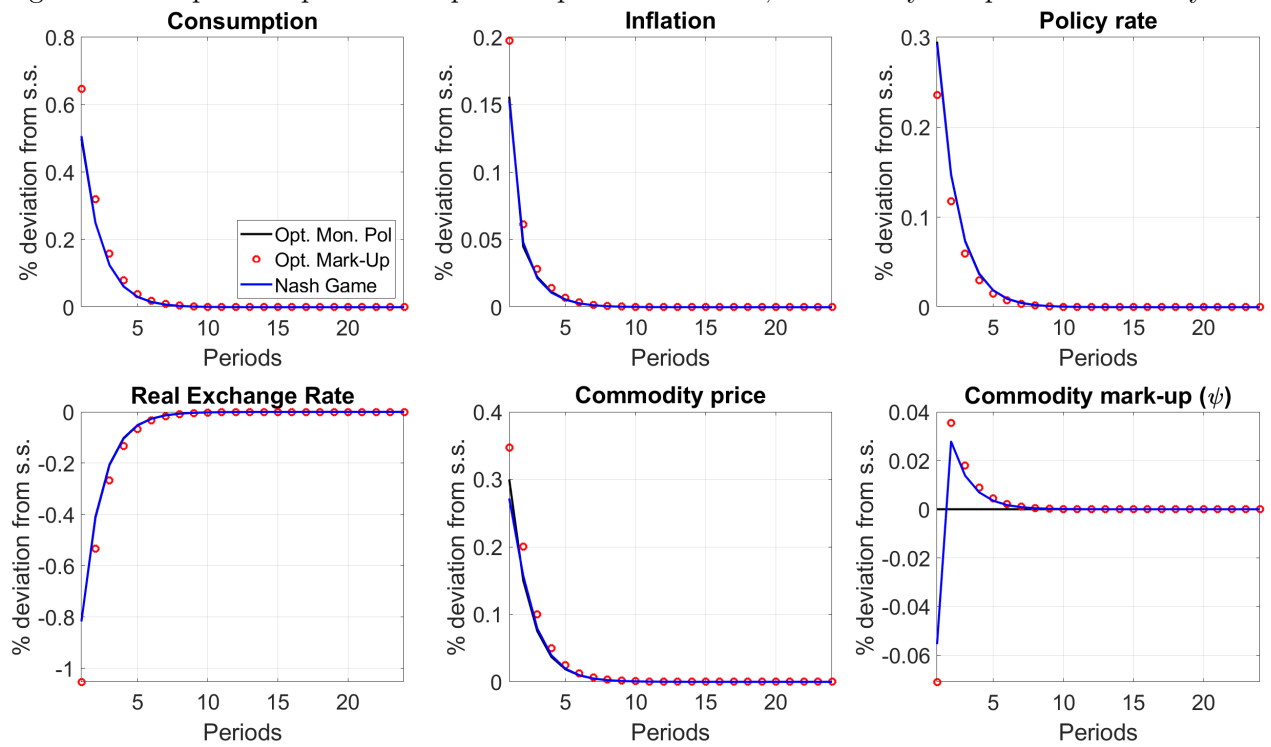 Consumption
Inflation
Policy rate
% deviation from s.s.
0.8
0.6
0.4
0.2
0
Opt. Mon. Pol
Opt. Mark-Up
Nash Game
5
10
15
20
Periods
% deviation from s.s.
0.2
0.15
0.1
0.05
0
5
10
15
20
Periods
% deviation from s.s.
0.3
0.2
0.1
0
5
10
15
20
Periods
Real Exchange Rate
Commodity price
Commodity mark-up (ψ)
% deviation from s.s.
0
-0.2
-0.4
-0.6
-0.8
-1
5
10
15
20
Periods
% deviation from s.s.
0.4
0.3
0.2
0.1
0
5
10
15
20
Periods
% deviation from s.s.
0.04
0.02
0
-0.02
-0.04
-0.06
5
10
15
20
Periods